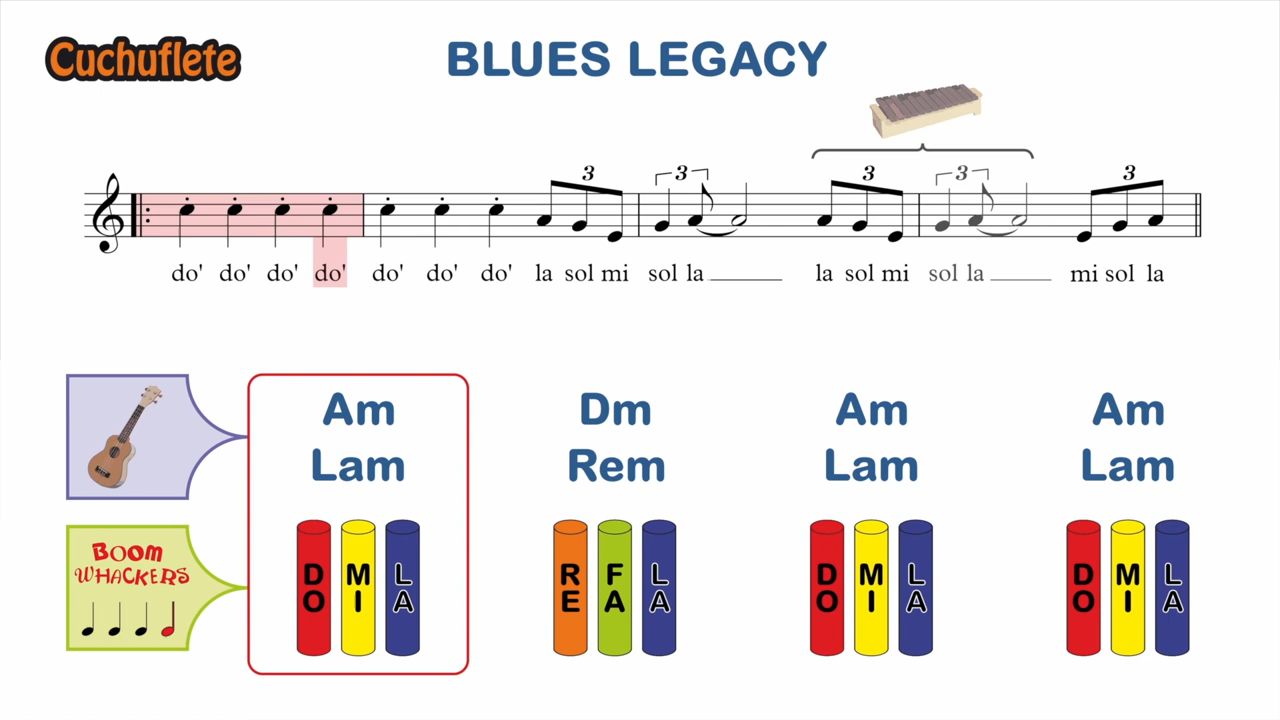 Cuchuflete
BLUES LEGACY
3 3 3 3 3
do' do' do' do' do' do' do' la sol mi sol la la sol mi sol la mi sol la
Am Dm Am Am
Lam Rem Lam Lam
BOOM
WHACKERS
DO MI LA RE FA LA DO MI LA DO MI LA